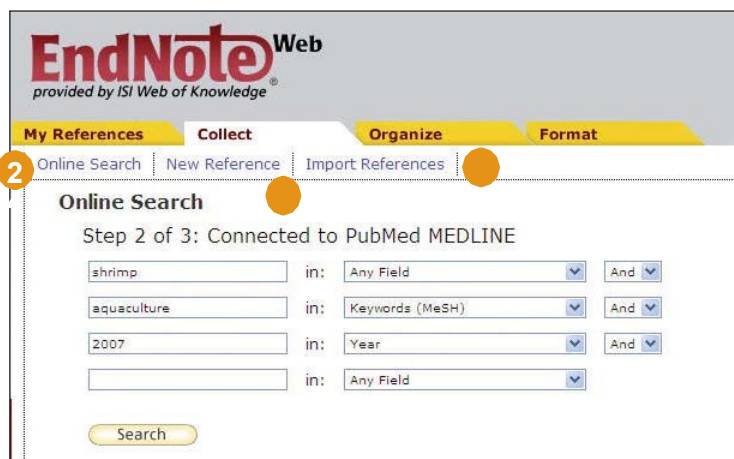 EndNote Web
®
provided by ISI Web of Knowledge
My References Collect Organize Format
2 Online Search New Reference Import References
Online Search
Step 2 of 3: Connected to PubMed MEDLINE
shrimp in: Any Field And
aquaculture in: Keywords (MeSH) And
2007 in: Year And
in: Any Field
Search